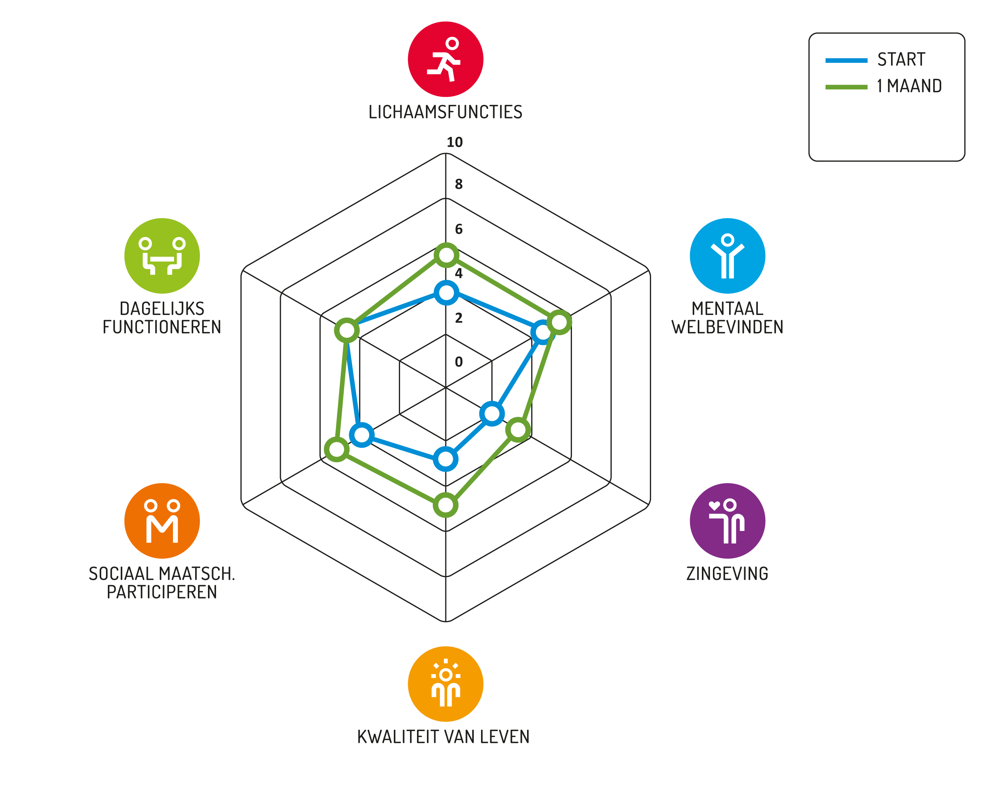 LICHAAMSFUNCTIES
START
1 MAAND
10
8
6
4
2
0
DAGELIJKS
FUNCTIONEREN
MENTAAL
WELBEVINDEN
SOCIAAL MAATSCH.
PARTICIPEREN
ZINGEVING
KWALITEIT VAN LEVEN